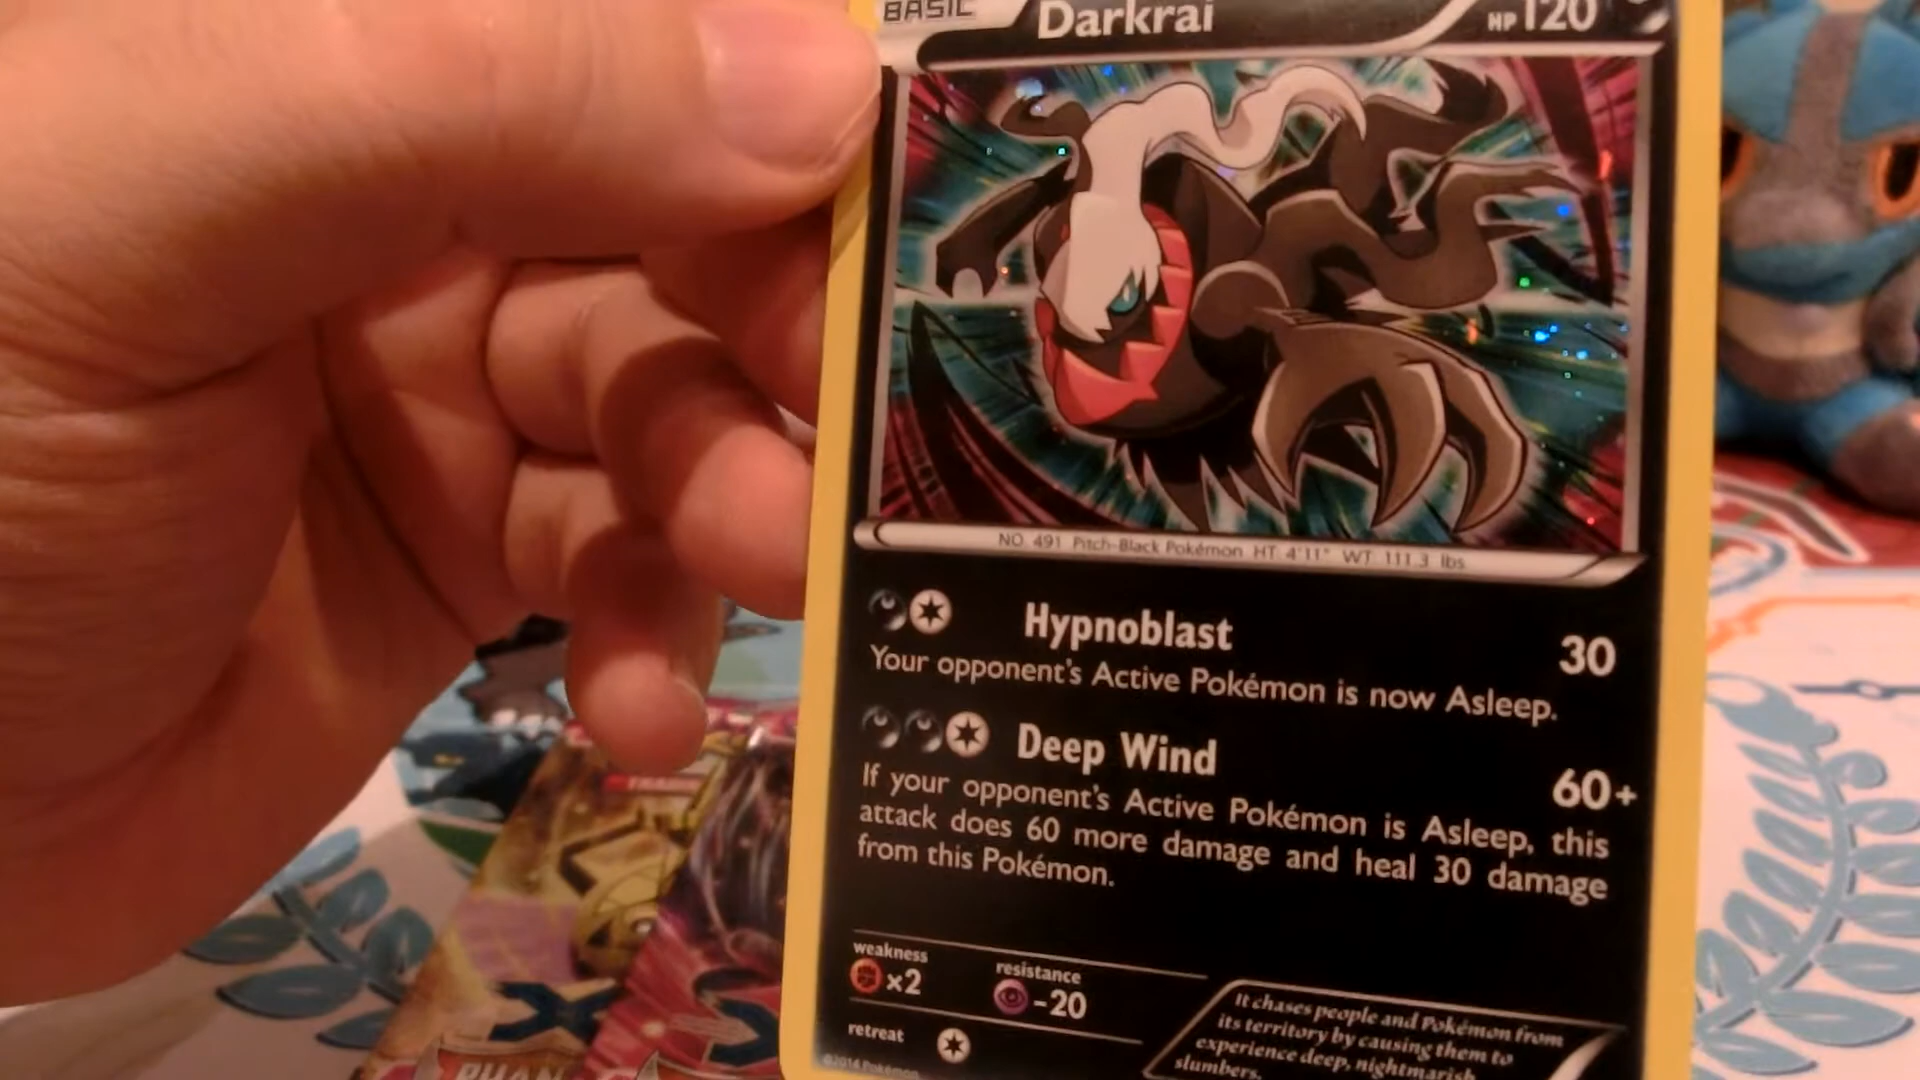 BASIC
Darkrai
HP 120
NO. 491 Pitch-Black Pokémon HT: 4'11" WT: 111.3 lbs
Hypnoblast
30
Your opponent's Active Pokémon is now Asleep.
Deep Wind
60+
If your opponent's Active Pokémon is Asleep, this
attack does 60 more damage and heal 30 damage
from this Pokémon.
weakness
×2
resistance
-20
retreat
It chases people and Pokémon from
its territory by causing them to
experience deep, nightmarish
slumbers.
©2014 Pokémon
X
PHAN